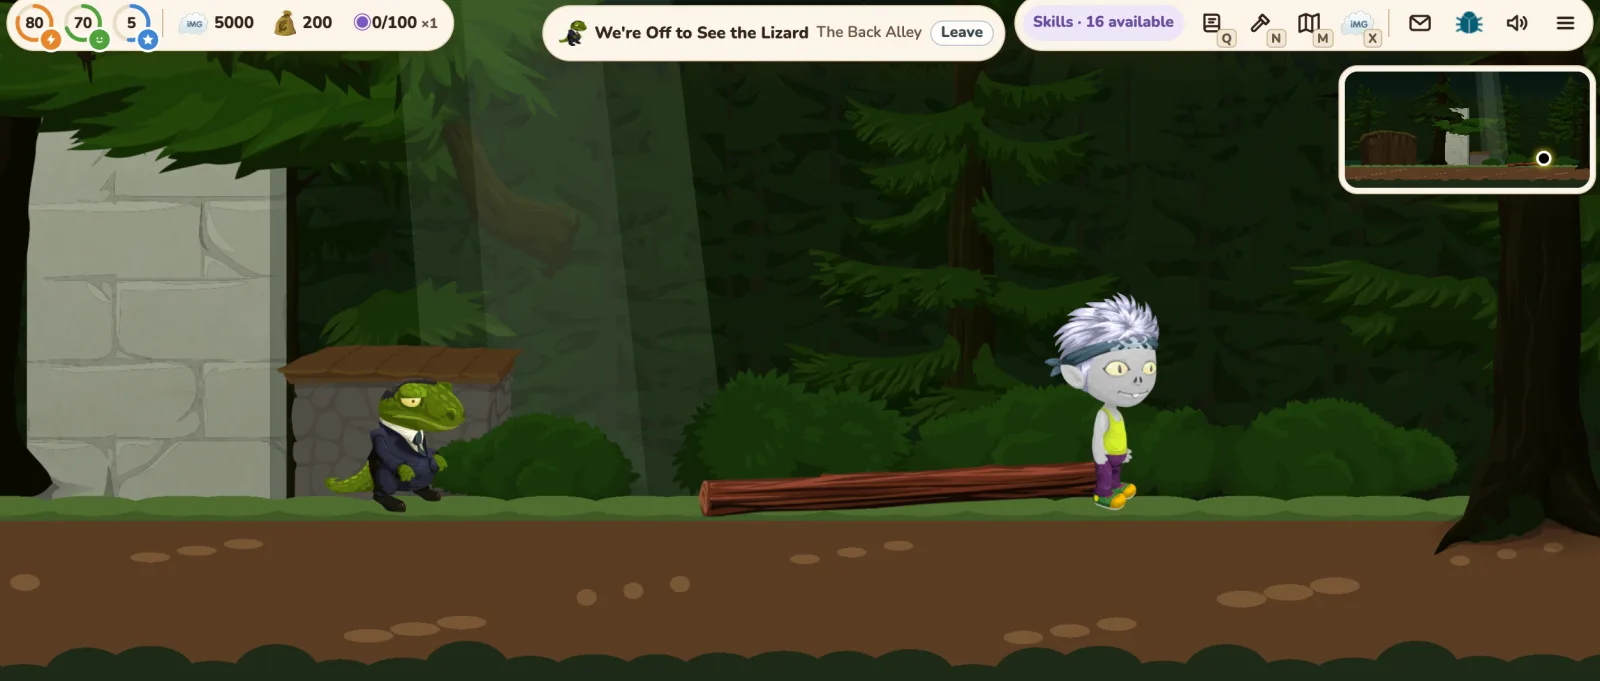 80
70
5
iMG 5000
200
0/100 ×1
We're Off to See the Lizard The Back Alley Leave
Skills · 16 available
Q
N
M
iMG
X